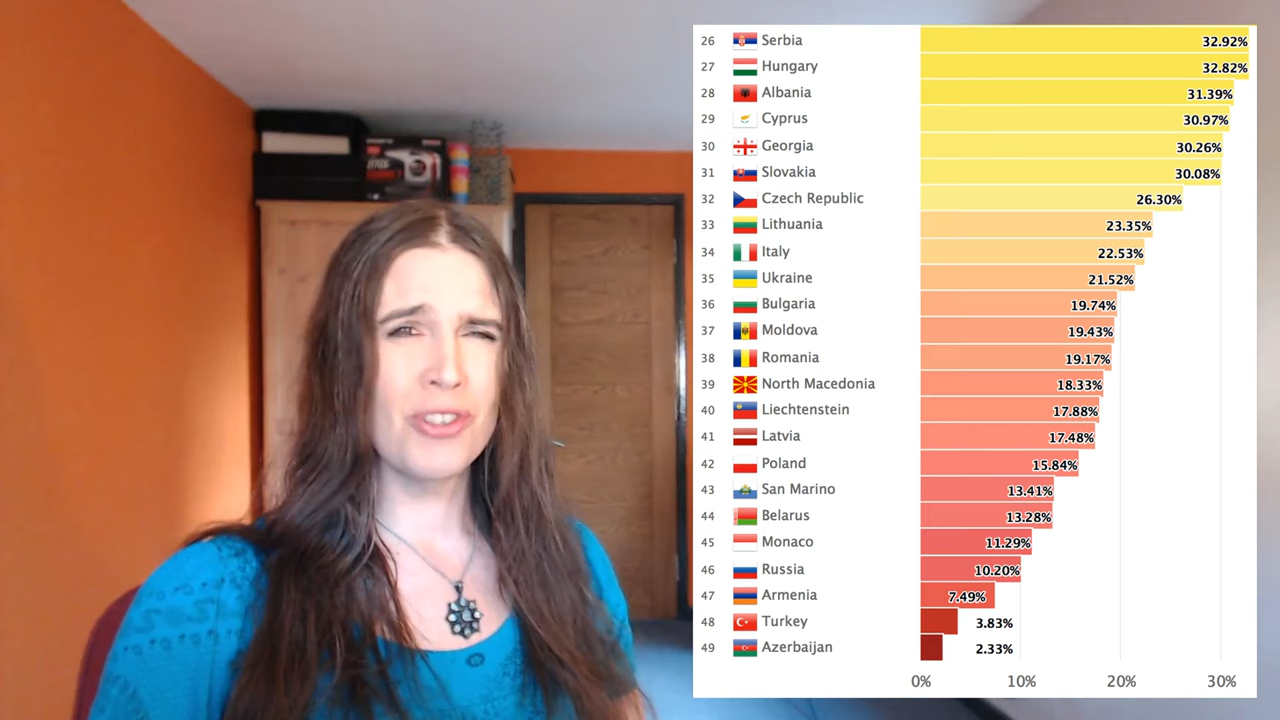 26 Serbia 32.92%
27 Hungary 32.82%
28 Albania 31.39%
29 Cyprus 30.97%
30 Georgia 30.26%
31 Slovakia 30.08%
32 Czech Republic 26.30%
33 Lithuania 23.35%
34 Italy 22.53%
35 Ukraine 21.52%
36 Bulgaria 19.74%
37 Moldova 19.43%
38 Romania 19.17%
39 North Macedonia 18.33%
40 Liechtenstein 17.88%
41 Latvia 17.48%
42 Poland 15.84%
43 San Marino 13.41%
44 Belarus 13.28%
45 Monaco 11.29%
46 Russia 10.20%
47 Armenia 7.49%
48 Turkey 3.83%
49 Azerbaijan 2.33%
0% 10% 20% 30%